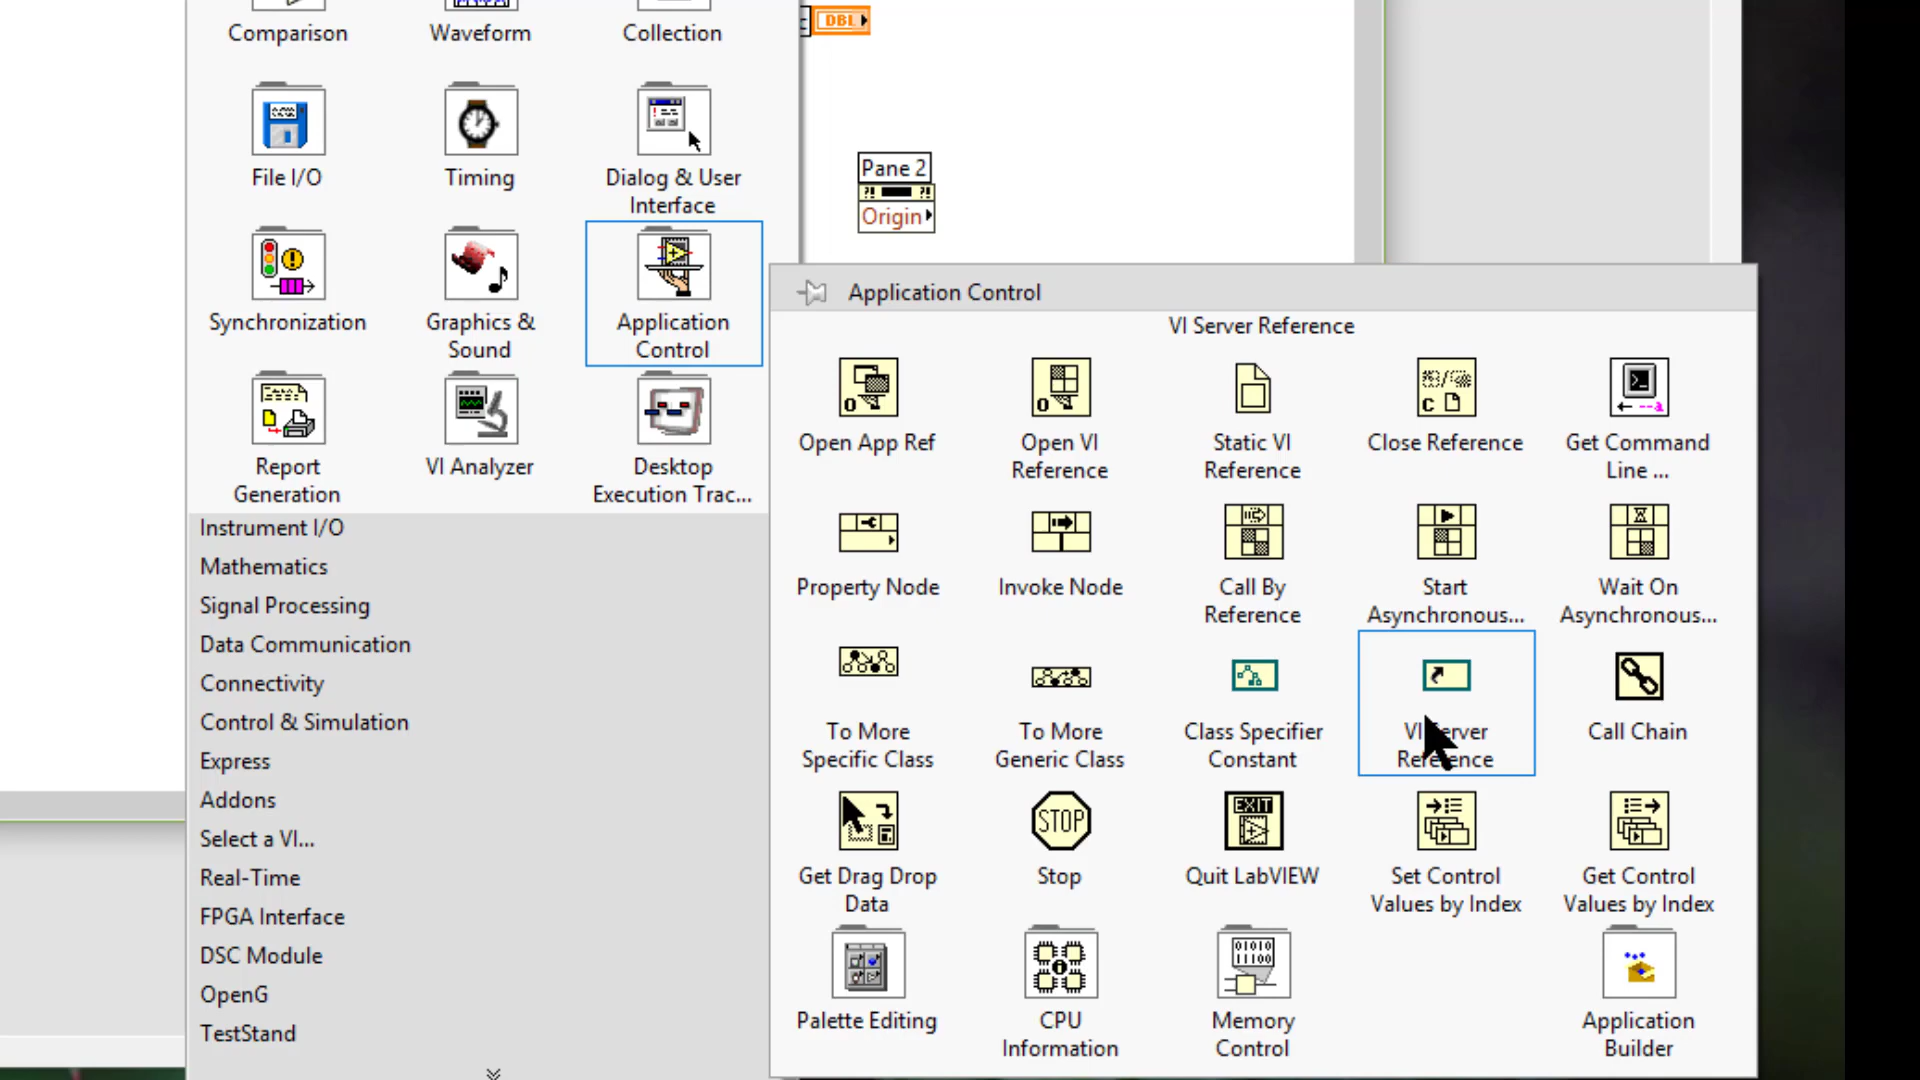 Comparison
Waveform
Collection
DBL
File I/O
Timing
Dialog & User
Interface
Pane 2
Origin
Synchronization
Graphics &
Sound
Application
Control
Report
Generation
VI Analyzer
Desktop
Execution Trac...
Instrument I/O
Mathematics
Signal Processing
Data Communication
Connectivity
Control & Simulation
Express
Addons
Select a VI...
Real-Time
FPGA Interface
DSC Module
OpenG
TestStand
Application Control
VI Server Reference
Open App Ref
Open VI
Reference
Static VI
Reference
Close Reference
Get Command
Line ...
Property Node
Invoke Node
Call By
Reference
Start
Asynchronous...
Wait On
Asynchronous...
To More
Specific Class
To More
Generic Class
Class Specifier
Constant
VI Server
Reference
Call Chain
STOP
EXIT
Get Drag Drop
Data
Stop
Quit LabVIEW
Set Control
Values by Index
Get Control
Values by Index
01010
11100
Palette Editing
CPU
Information
Memory
Control
Application
Builder